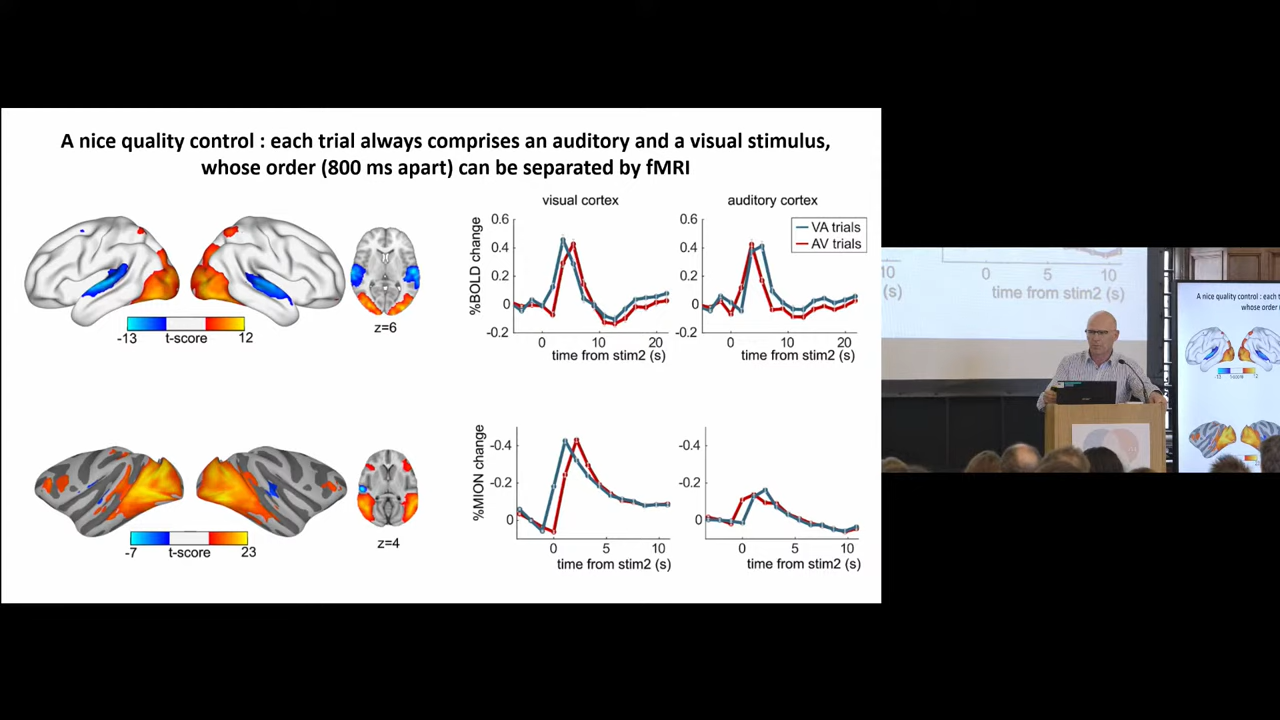 A nice quality control : each trial always comprises an auditory and a visual stimulus,
whose order (800 ms apart) can be separated by fMRI
visual cortex
auditory cortex
%BOLD change
0.6
0.4
0.2
0
-0.2
0 10 20
time from stim2 (s)
0.6
0.4
0.2
0
-0.2
0 10 20
time from stim2 (s)
VA trials
AV trials
-13 t-score 12
z=6
%MION change
-0.4
-0.2
0
0 5 10
time from stim2 (s)
-0.4
-0.2
0
0 5 10
time from stim2 (s)
-7 t-score 23
z=4
10
(s)
0 5 10
time from stim2 (s)
A nice quality control : each t
whose order